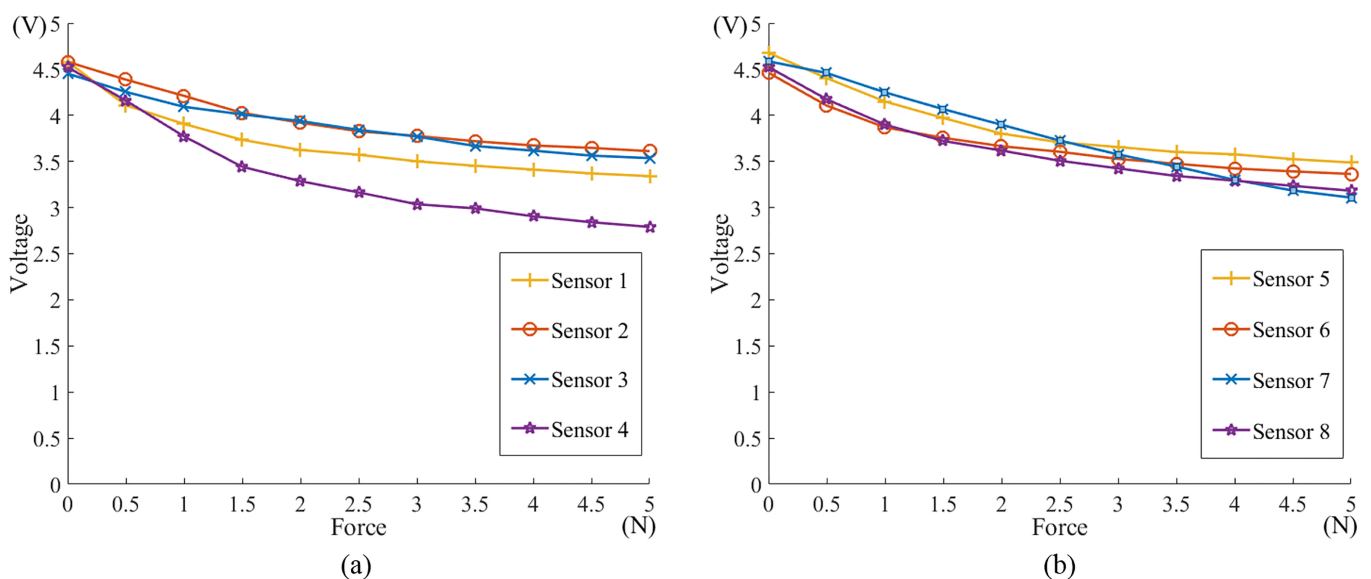 (V)
5
4.5
4
3.5
3
2.5
2
1.5
1
0.5
0
Voltage
0 0.5 1 1.5 2 2.5 3 3.5 4 4.5 5
Force (N)
Sensor 1
Sensor 2
Sensor 3
Sensor 4
(a)
(V)
5
4.5
4
3.5
3
2.5
2
1.5
1
0.5
0
Voltage
0 0.5 1 1.5 2 2.5 3 3.5 4 4.5 5
Force (N)
Sensor 5
Sensor 6
Sensor 7
Sensor 8
(b)